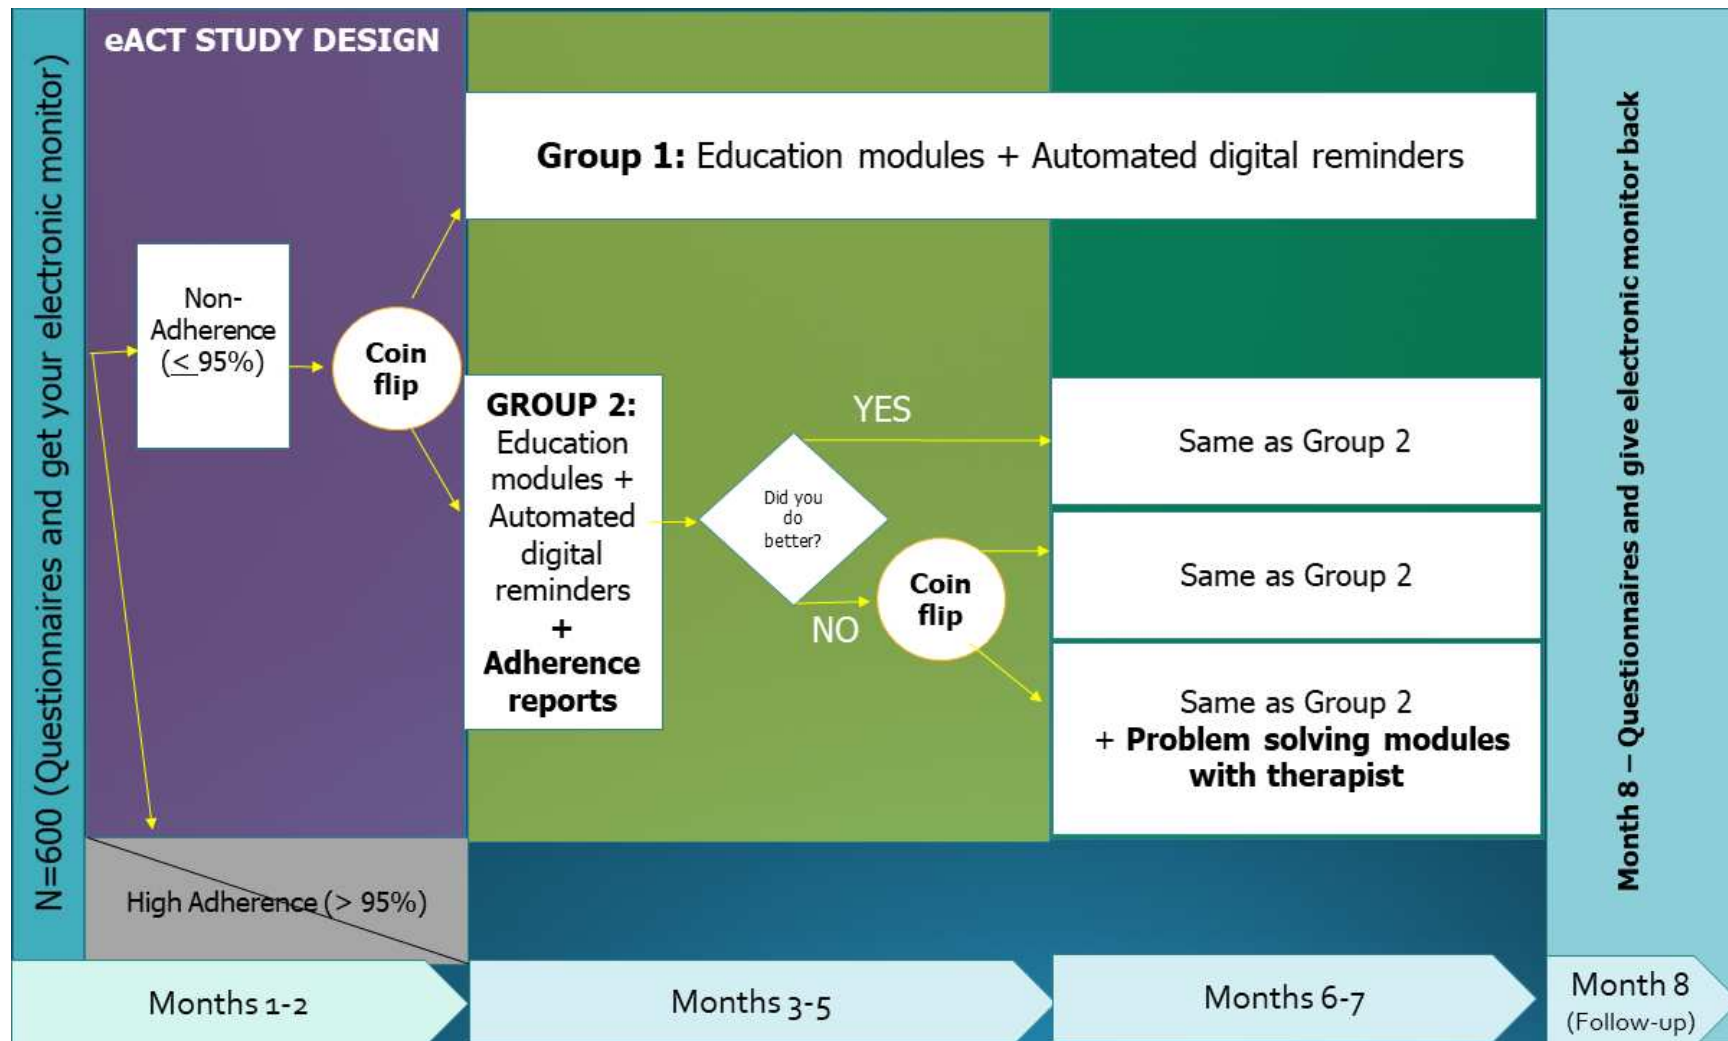 N=600 (Questionnaires and get your electronic monitor)
eACT STUDY DESIGN
Non-
Adherence
(< 95%)
Coin
flip
High Adherence (> 95%)
Group 1: Education modules + Automated digital reminders
GROUP 2:
Education
modules +
Automated
digital
reminders
+
Adherence
reports
Did you
do
better?
YES
NO
Coin
flip
Same as Group 2
Same as Group 2
Same as Group 2
+ Problem solving modules
with therapist
Month 8 – Questionnaires and give electronic monitor back
Months 1-2
Months 3-5
Months 6-7
Month 8
(Follow-up)